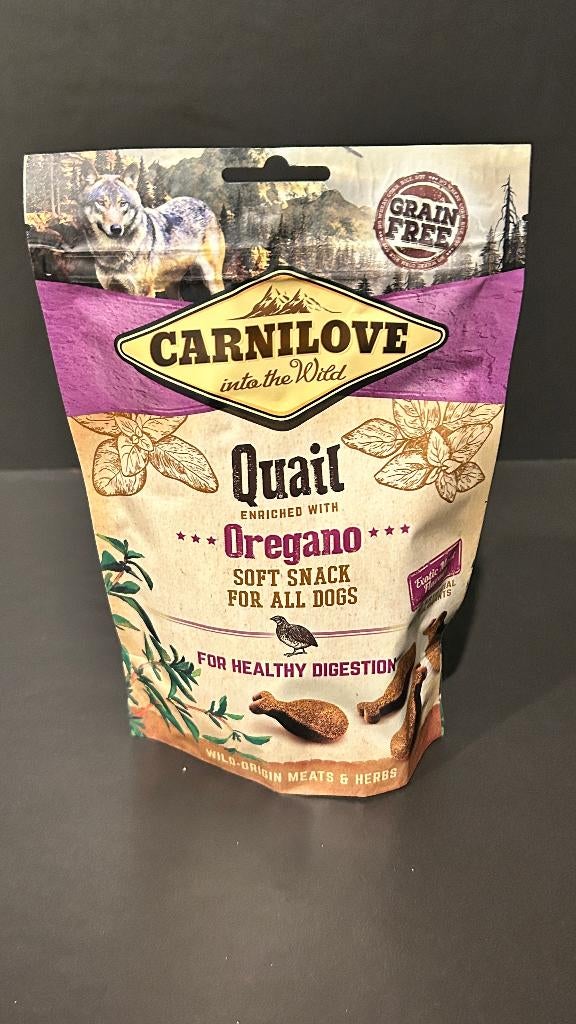 GRAIN
FREE
CARNILOVE
into the Wild
Quail
ENRICHED WITH
Oregano
SOFT SNACK
FOR ALL DOGS
Exotic
FOR HEALTHY DIGESTION
WILD-ORIGIN MEATS & HERBS